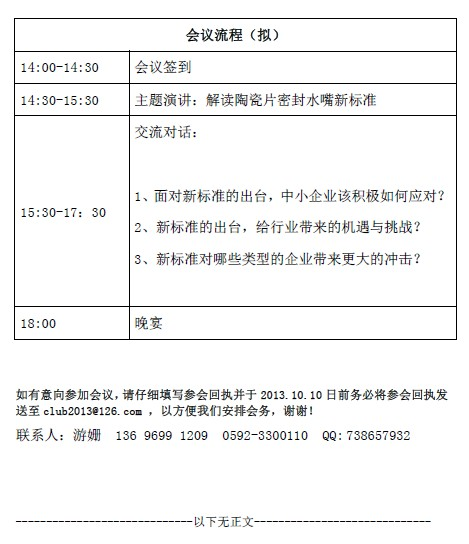 会议流程（拟）
14:00-14:30 会议签到
14:30-15:30 主题演讲：解读陶瓷片密封水嘴新标准
15:30-17：30 交流对话：
1、面对新标准的出台，中小企业该积极如何应对？
2、新标准的出台，给行业带来的机遇与挑战？
3、新标准对哪些类型的企业带来更大的冲击？
18:00 晚宴
如有意向参加会议，请仔细填写参会回执并于 2013.10.10 日前务必将参会回执发
送至 club2013@126.com ，以方便我们安排会务，谢谢！
联系人：游姗 136 9699 1209 0592-3300110 QQ: 738657932
-----------------------------以下无正文-----------------------------